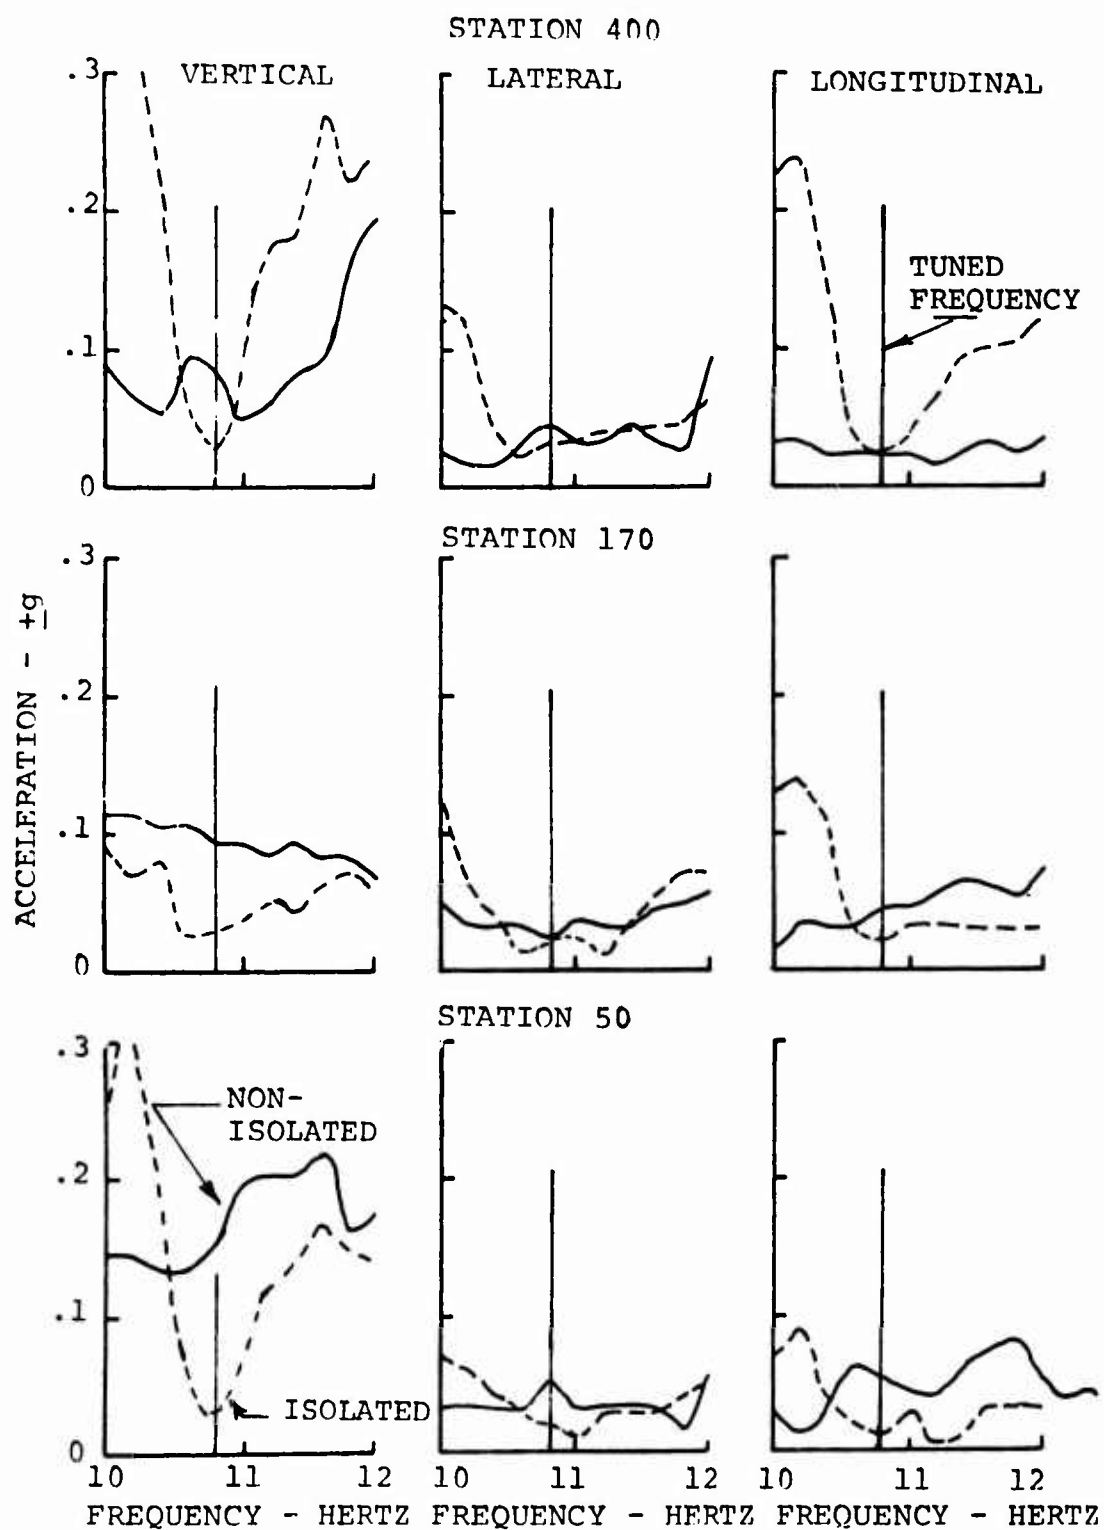 STATION 400
VERTICAL
LATERAL
LONGITUDINAL
.3
.2
.1
0
TUNED
FREQUENCY
STATION 170
.3
.2
.1
0
ACCELERATION - ±g
STATION 50
.3
.2
.1
0
NON-
ISOLATED
ISOLATED
10 11 12
10 11 12
10 11 12
FREQUENCY - HERTZ
FREQUENCY - HERTZ
FREQUENCY - HERTZ